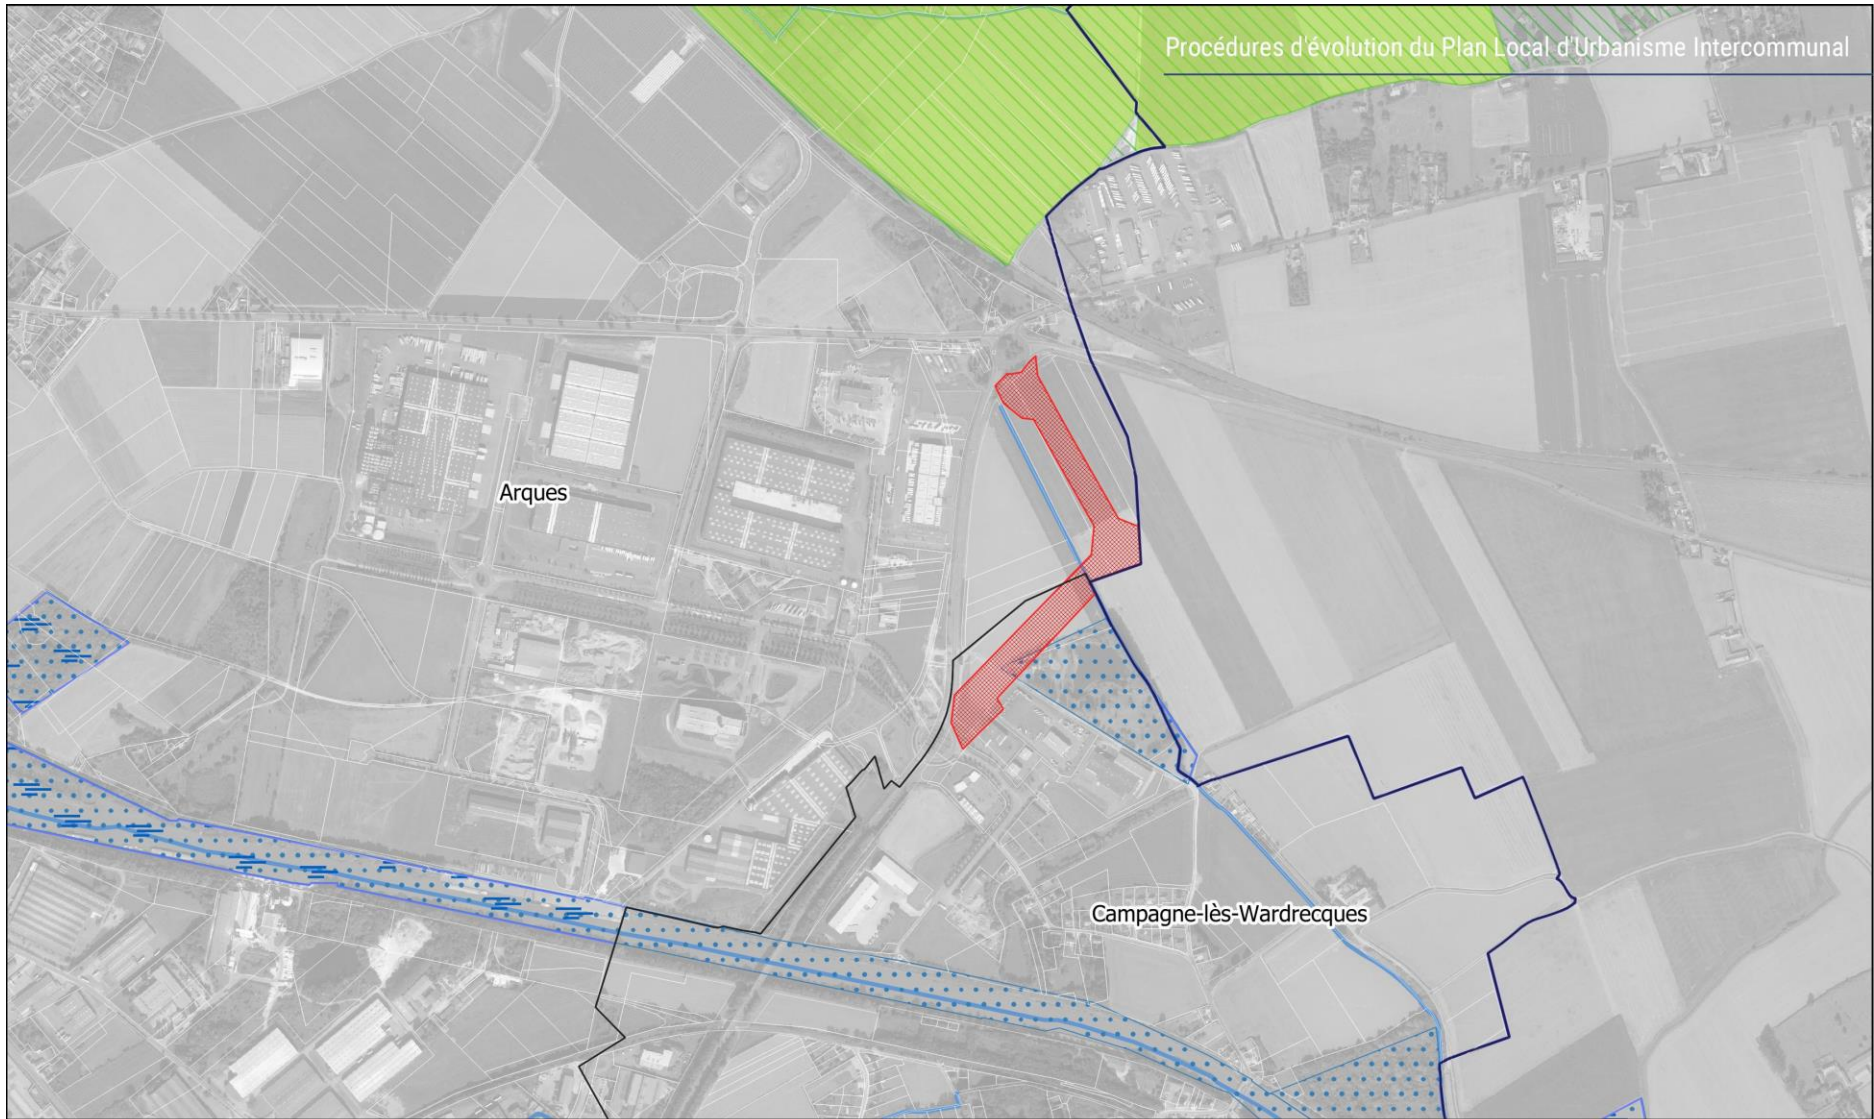 Procédures d'évolution du Plan Local d'Urbanisme Intercommunal
Arques
Campagne-lès-Wardrecques